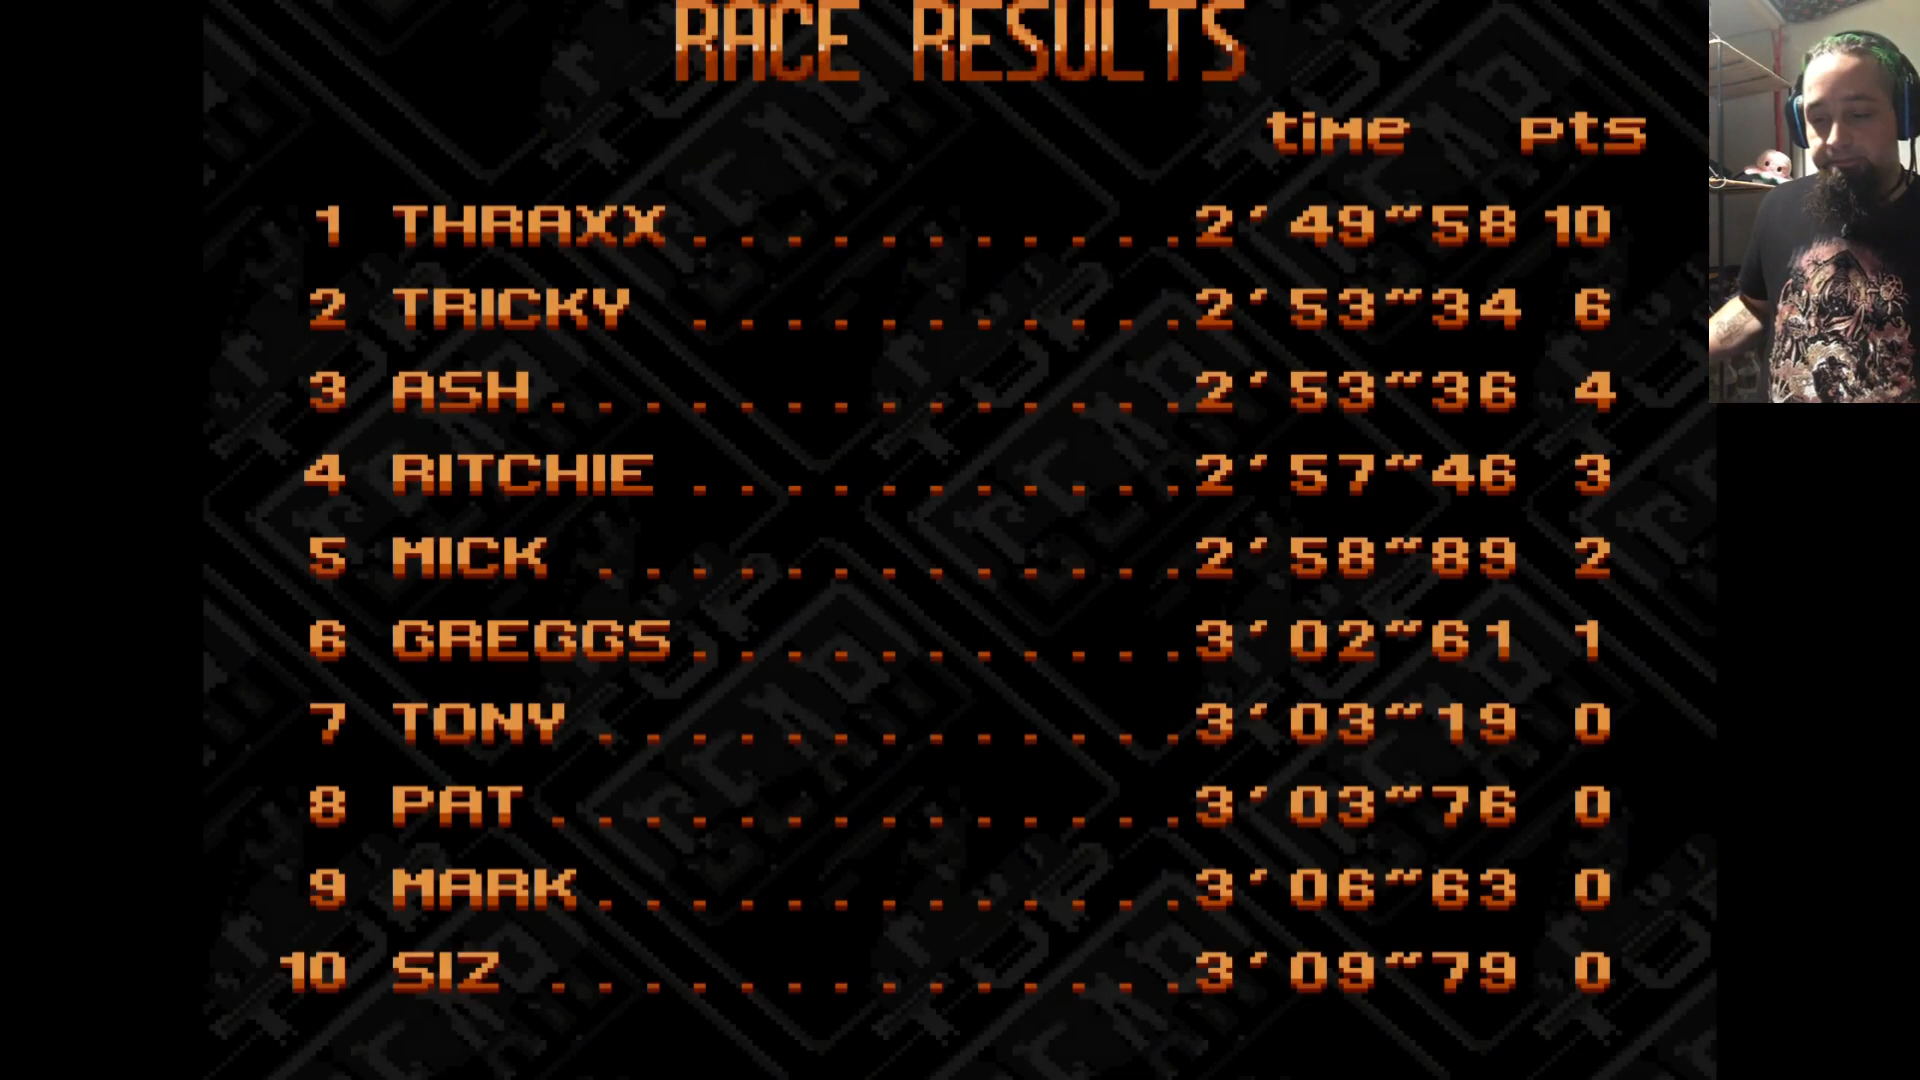 RACE RESULTS
time pts
1 THRAXX............2'49"58 10
2 TRICKY ...........2'53"34 6
3 ASH..............2'53"36 4
4 RITCHIE ...........2'57"46 3
5 MICK .............2'58"89 2
6 GREGGS...........3'02"61 1
7 TONY.............3'03"19 0
8 PAT..............3'03"76 0
9 MARK.............3'06"63 0
10 SIZ ..............3'09"79 0